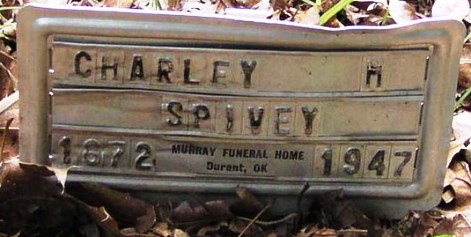 CHARLEY H
SPIVEY
1872 MURRAY FUNERAL HOME 1947
Durant, OK